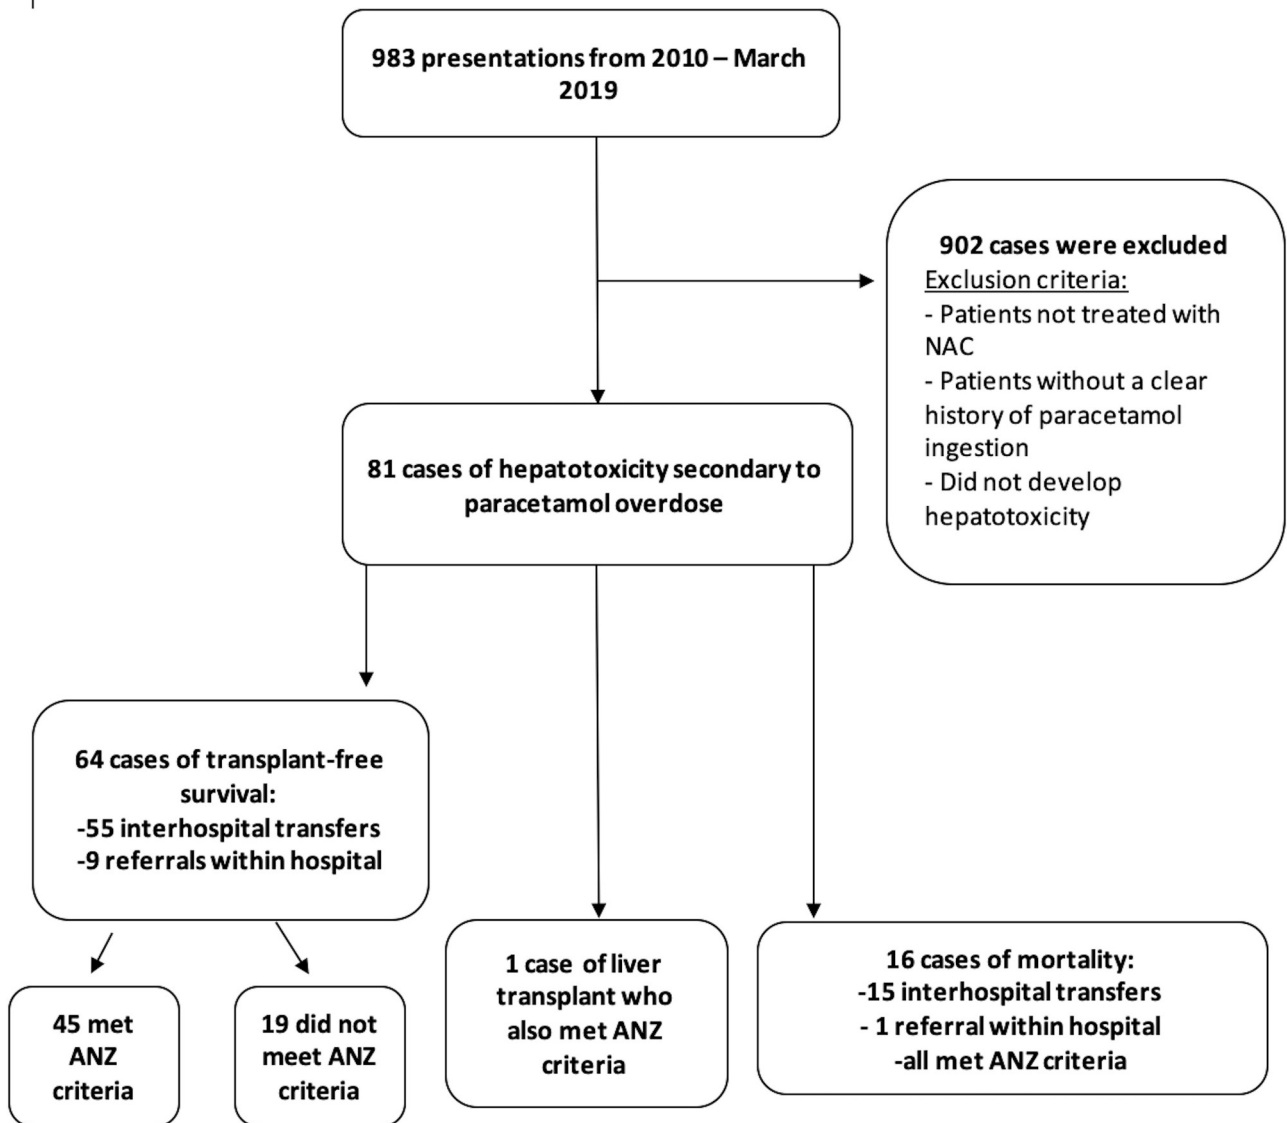 983 presentations from 2010 – March
2019
902 cases were excluded
Exclusion criteria:
- Patients not treated with
NAC
- Patients without a clear
history of paracetamol
ingestion
- Did not develop
hepatotoxicity
81 cases of hepatotoxicity secondary to
paracetamol overdose
64 cases of transplant-free
survival:
-55 interhospital transfers
-9 referrals within hospital
45 met
ANZ
criteria
19 did not
meet ANZ
criteria
1 case of liver
transplant who
also met ANZ
criteria
16 cases of mortality:
-15 interhospital transfers
- 1 referral within hospital
-all met ANZ criteria